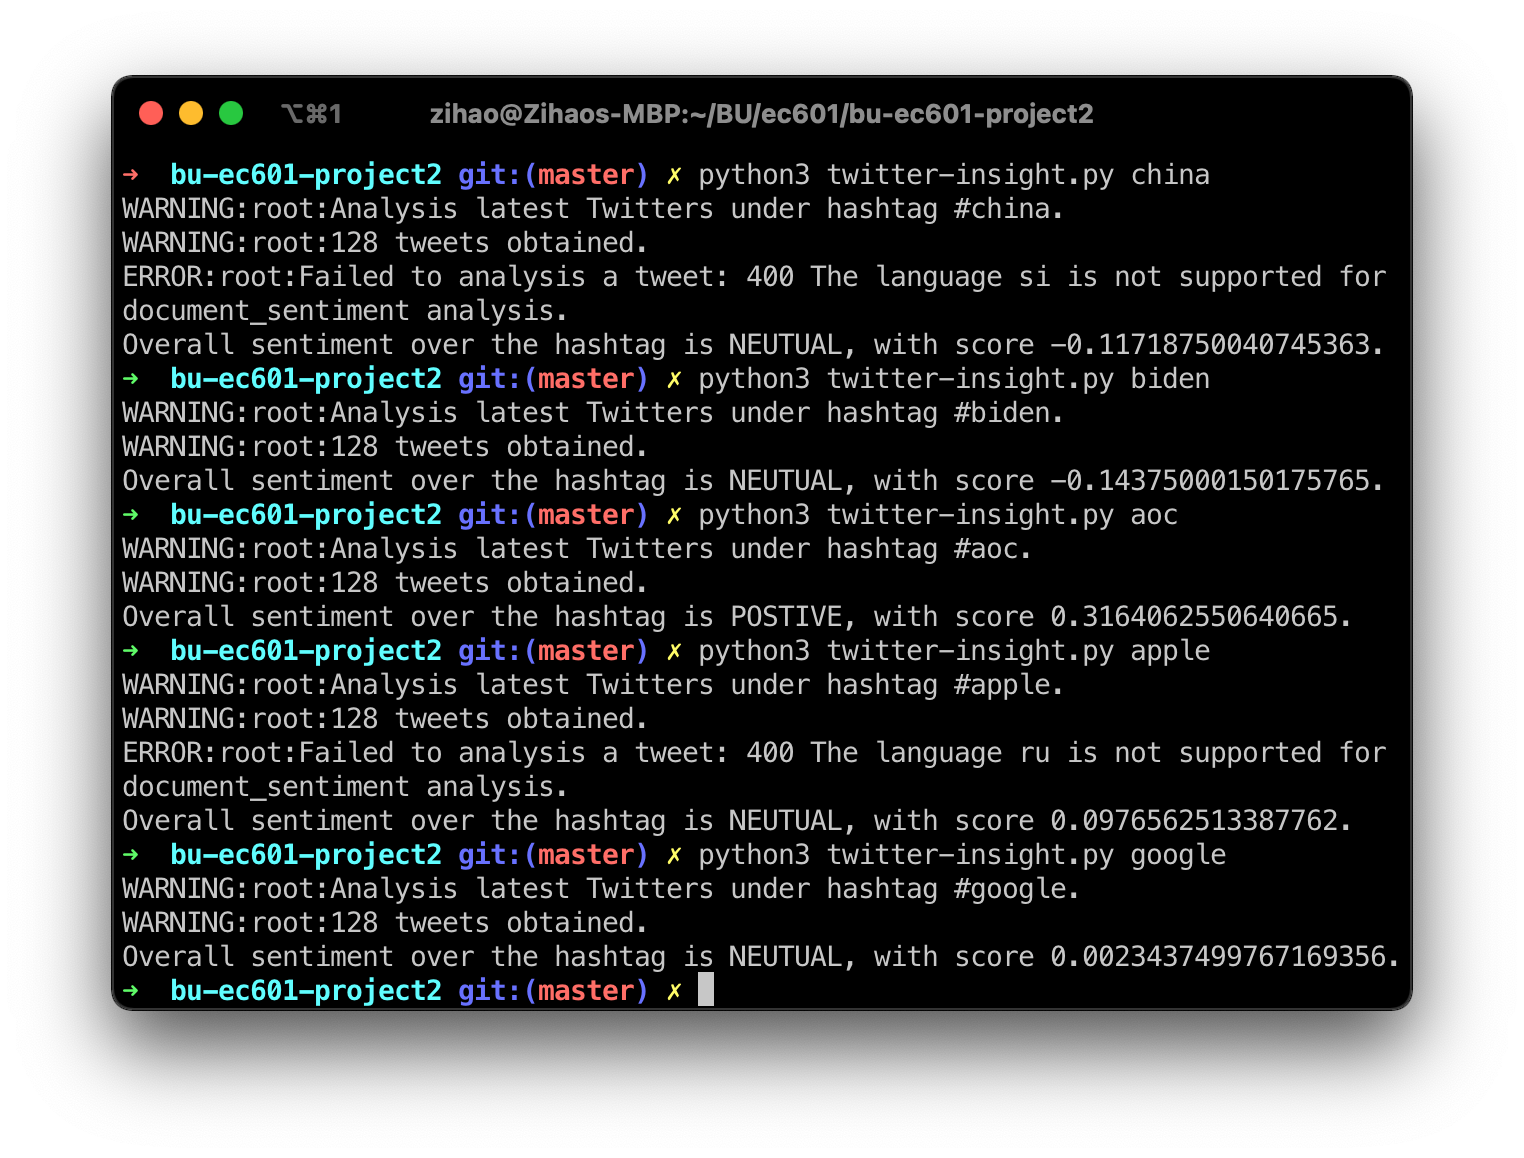 ⌥⌘1 zihao@Zihaos-MBP:~/BU/ec601/bu-ec601-project2
➜ bu-ec601-project2 git:(master) ✗ python3 twitter-insight.py china
WARNING:root:Analysis latest Twitters under hashtag #china.
WARNING:root:128 tweets obtained.
ERROR:root:Failed to analysis a tweet: 400 The language si is not supported for
document_sentiment analysis.
Overall sentiment over the hashtag is NEUTUAL, with score -0.11718750040745363.
➜ bu-ec601-project2 git:(master) ✗ python3 twitter-insight.py biden
WARNING:root:Analysis latest Twitters under hashtag #biden.
WARNING:root:128 tweets obtained.
Overall sentiment over the hashtag is NEUTUAL, with score -0.14375000150175765.
➜ bu-ec601-project2 git:(master) ✗ python3 twitter-insight.py aoc
WARNING:root:Analysis latest Twitters under hashtag #aoc.
WARNING:root:128 tweets obtained.
Overall sentiment over the hashtag is POSTIVE, with score 0.3164062550640665.
➜ bu-ec601-project2 git:(master) ✗ python3 twitter-insight.py apple
WARNING:root:Analysis latest Twitters under hashtag #apple.
WARNING:root:128 tweets obtained.
ERROR:root:Failed to analysis a tweet: 400 The language ru is not supported for
document_sentiment analysis.
Overall sentiment over the hashtag is NEUTUAL, with score 0.0976562513387762.
➜ bu-ec601-project2 git:(master) ✗ python3 twitter-insight.py google
WARNING:root:Analysis latest Twitters under hashtag #google.
WARNING:root:128 tweets obtained.
Overall sentiment over the hashtag is NEUTUAL, with score 0.0023437499767169356.
➜ bu-ec601-project2 git:(master) ✗